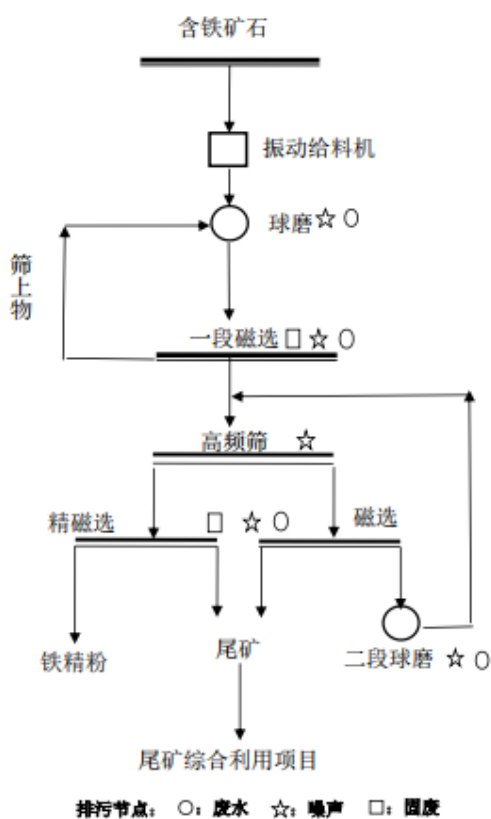 含铁矿石
振动给料机
球磨☆○
筛上物
一段磁选□☆○
高频筛 ☆
精磁选 □ ☆○
磁选
铁精粉
尾矿
二段球磨 ☆○
尾矿综合利用项目
排污节点：○：废水 ☆：噪声 □：固废